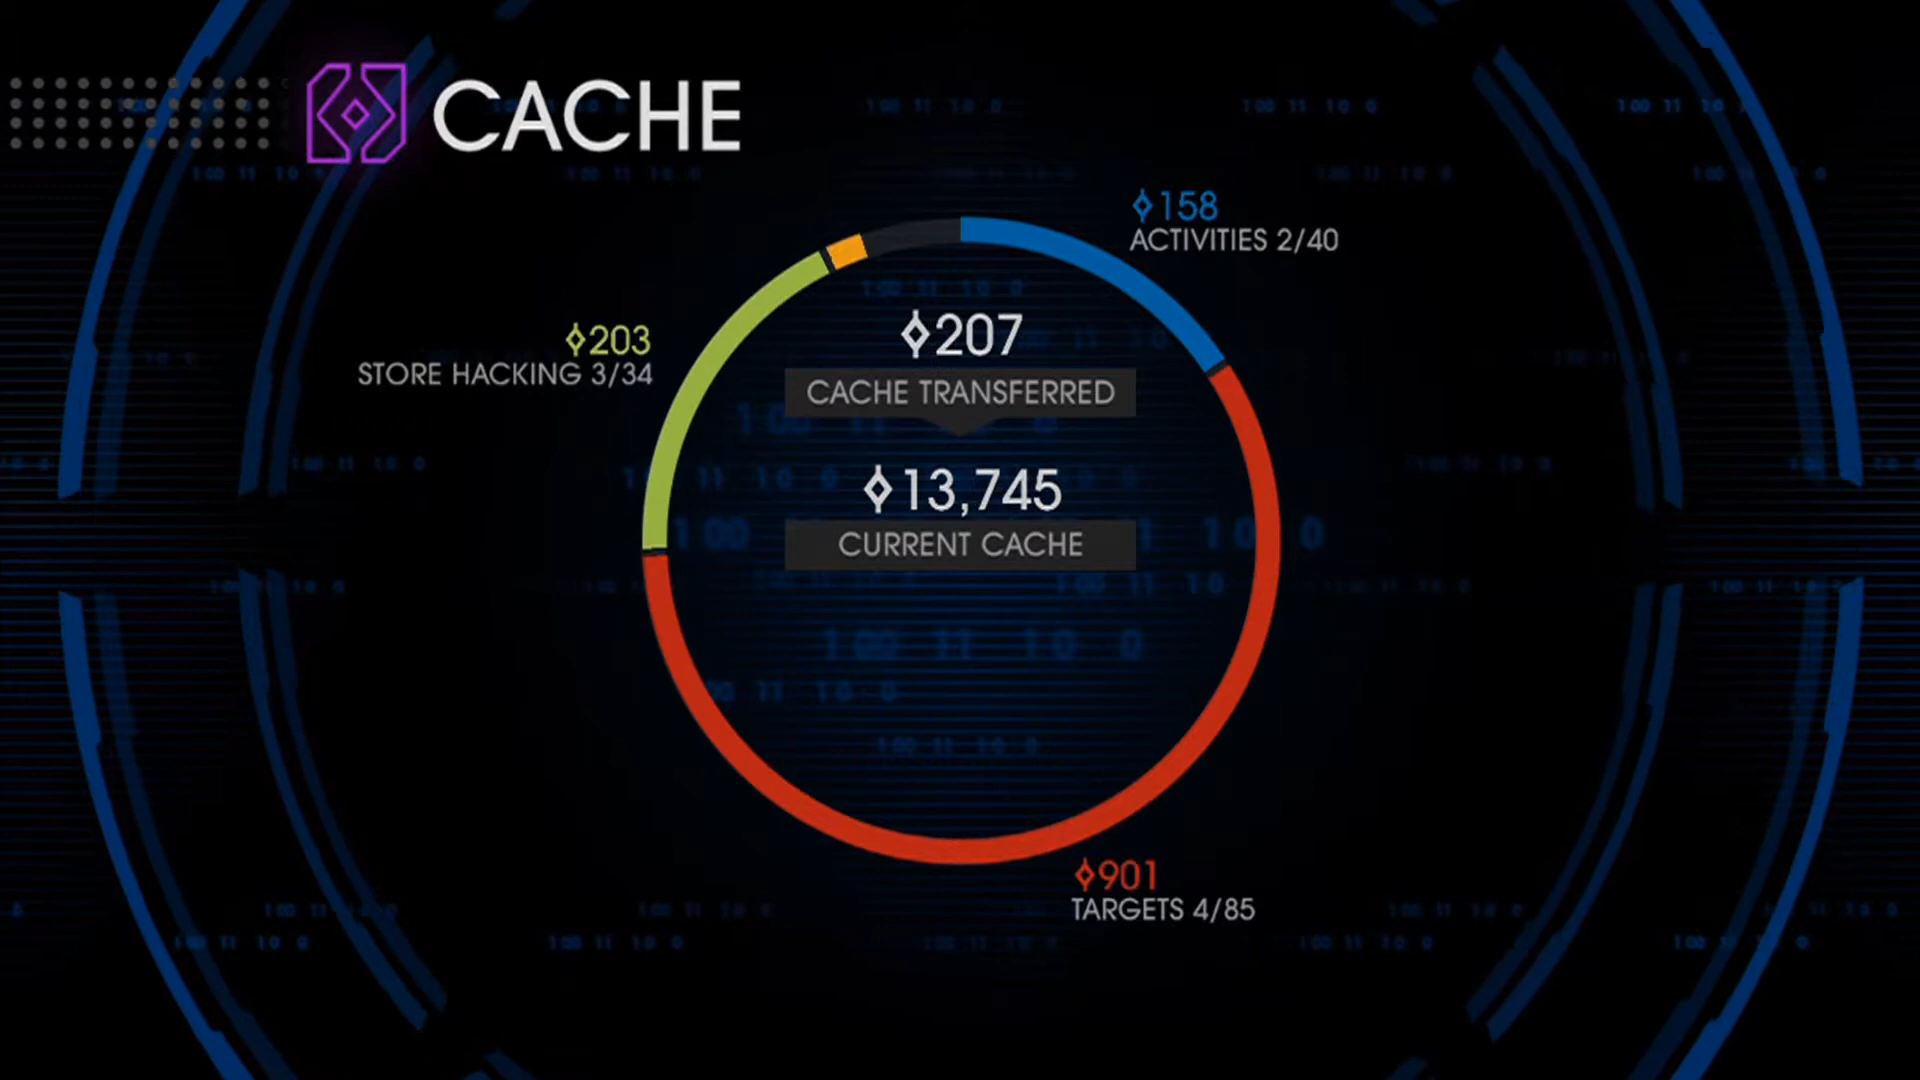 CACHE
158
ACTIVITIES 2/40
207
CACHE TRANSFERRED
203
STORE HACKING 3/34
13,745
CURRENT CACHE
901
TARGETS 4/85